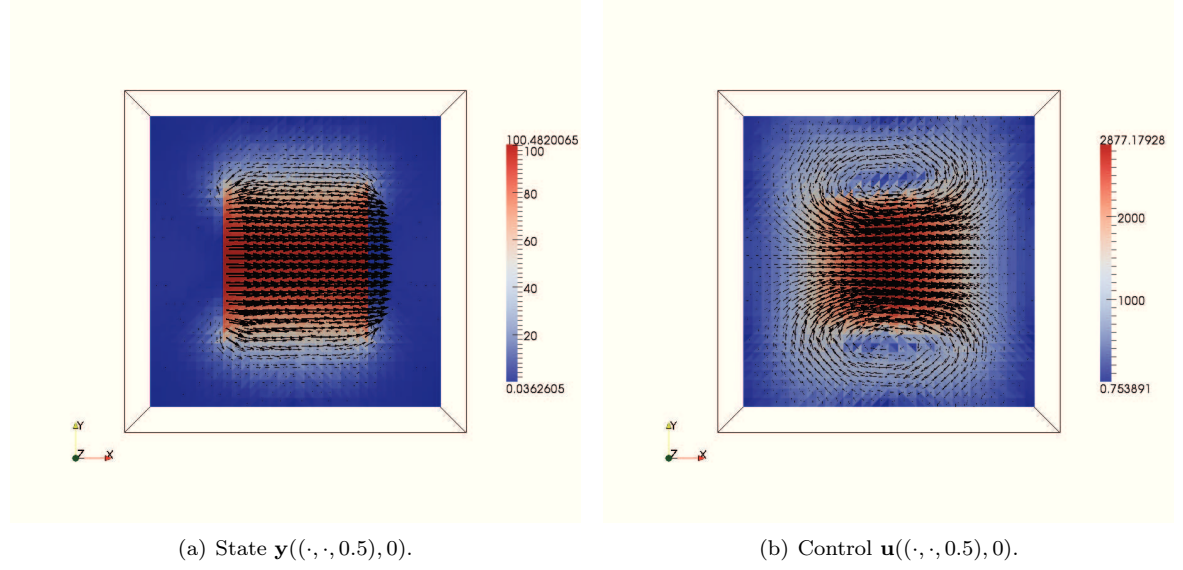 100.4820065
100
80
60
40
20
0.0362605
Y
Z X
2877.17928
2000
1000
0.753891
Y
Z X
(a) State y((·, ·, 0.5), 0).
(b) Control u((·, ·, 0.5), 0).